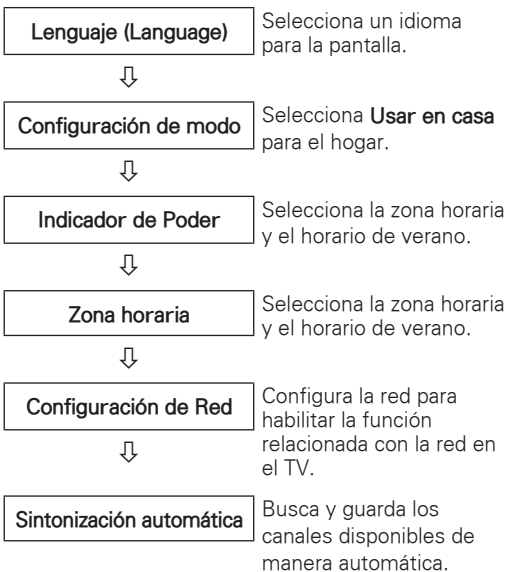 Lenguaje (Language)
Selecciona un idioma
para la pantalla.
Configuración de modo
Selecciona Usar en casa
para el hogar.
Indicador de Poder
Selecciona la zona horaria
y el horario de verano.
Zona horaria
Selecciona la zona horaria
y el horario de verano.
Configuración de Red
Configura la red para
habilitar la función
relacionada con la red en
el TV.
Sintonización automática
Busca y guarda los
canales disponibles de
manera automática.